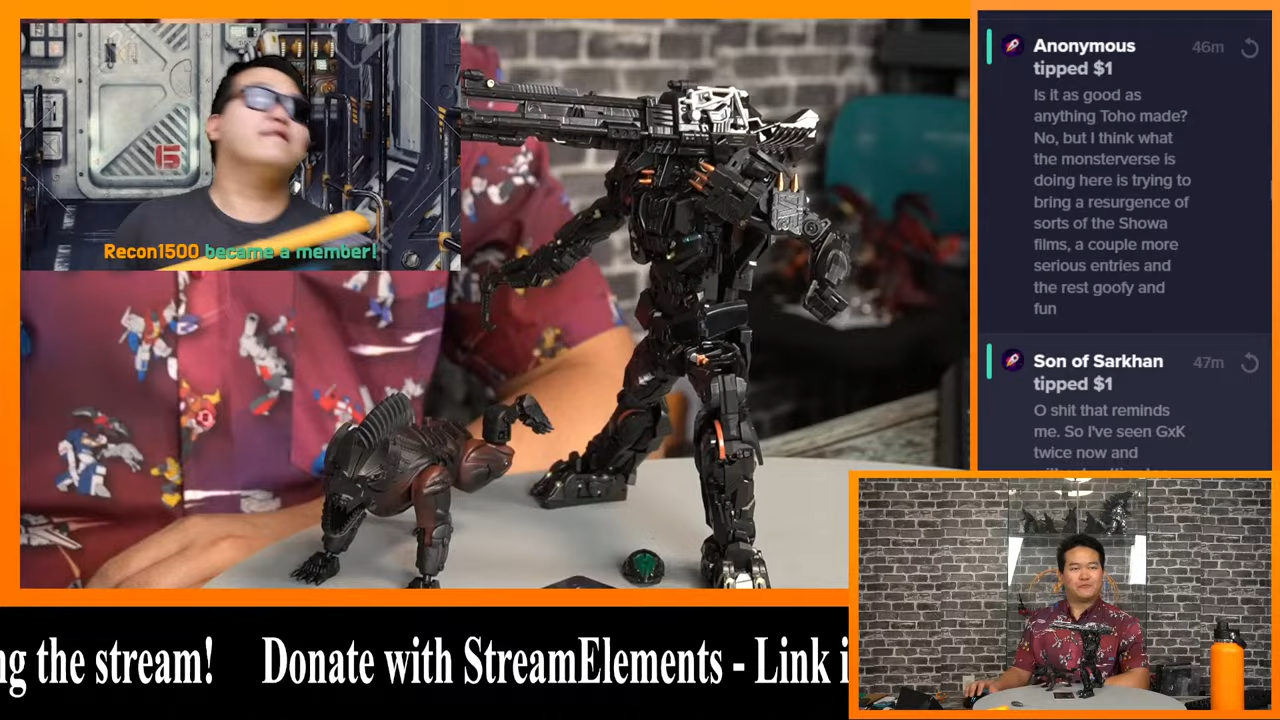 Recon1500 became a member!
Anonymous
tipped $1
46m
Is it as good as
anything Toho made?
No, but I think what
the monsterverse is
doing here is trying to
bring a resurgence of
sorts of the Showa
films, a couple more
serious entries and
the rest goofy and
fun
Son of Sarkhan
tipped $1
47m
O shit that reminds
me. So I've seen GxK
twice now and
ng the stream! Donate with StreamElements - Link i